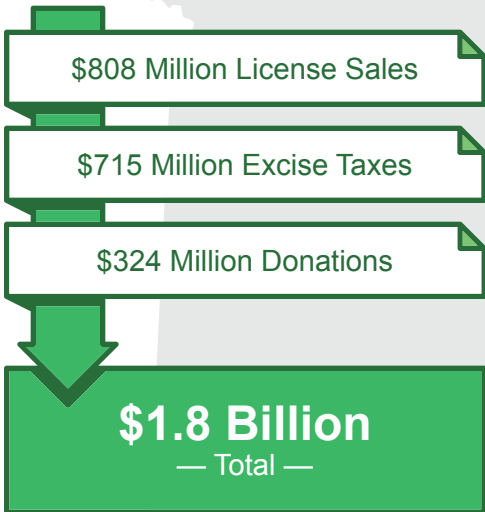 $808 Million License Sales
$715 Million Excise Taxes
$324 Million Donations
$1.8 Billion
— Total —